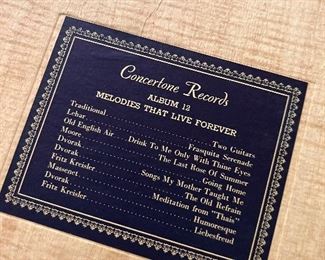 Concertone Records
ALBUM 12
MELODIES THAT LIVE FOREVER
Traditional Two Guitars
Lehar Frasquita Serenade
Old English Air Drink To Me Only With Thine Eyes
Moore The Last Rose Of Summer
Dvorak Going Home
Dvorak Songs My Mother Taught Me
Fritz Kreisler The Old Refrain
Massenet Meditation from "Thais"
Dvorak Humoresque
Fritz Kreisler Liebesfreud